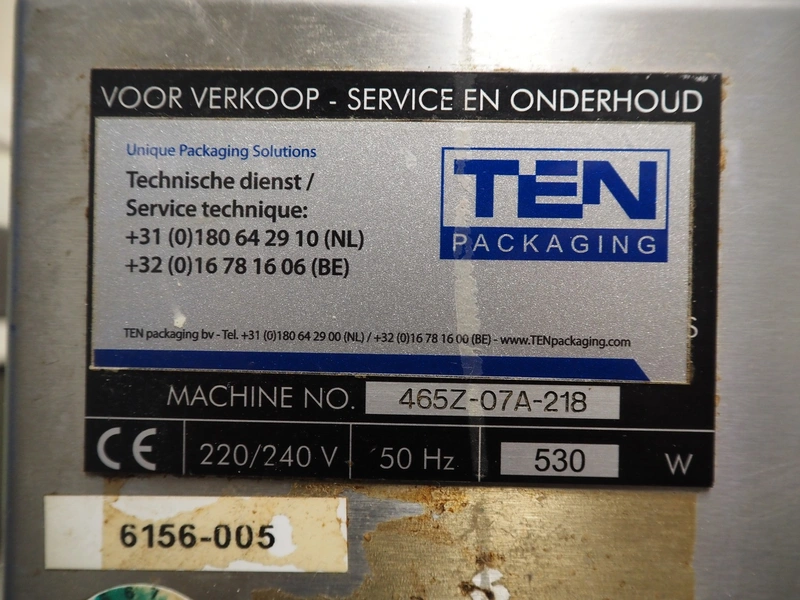 VOOR VERKOOP - SERVICE EN ONDERHOUD
Unique Packaging Solutions
Technische dienst /
Service technique:
+31 (0)180 64 29 10 (NL)
+32 (0)16 78 16 06 (BE)
TEN
PACKAGING
S
TEN packaging bv - Tel. +31 (0)180 64 29 00 (NL) / +32 (0)16 78 16 00 (BE) - www.TENpackaging.com
MACHINE NO. 465Z-07A-218
CE 220/240 V 50 Hz 530 W
6156-005